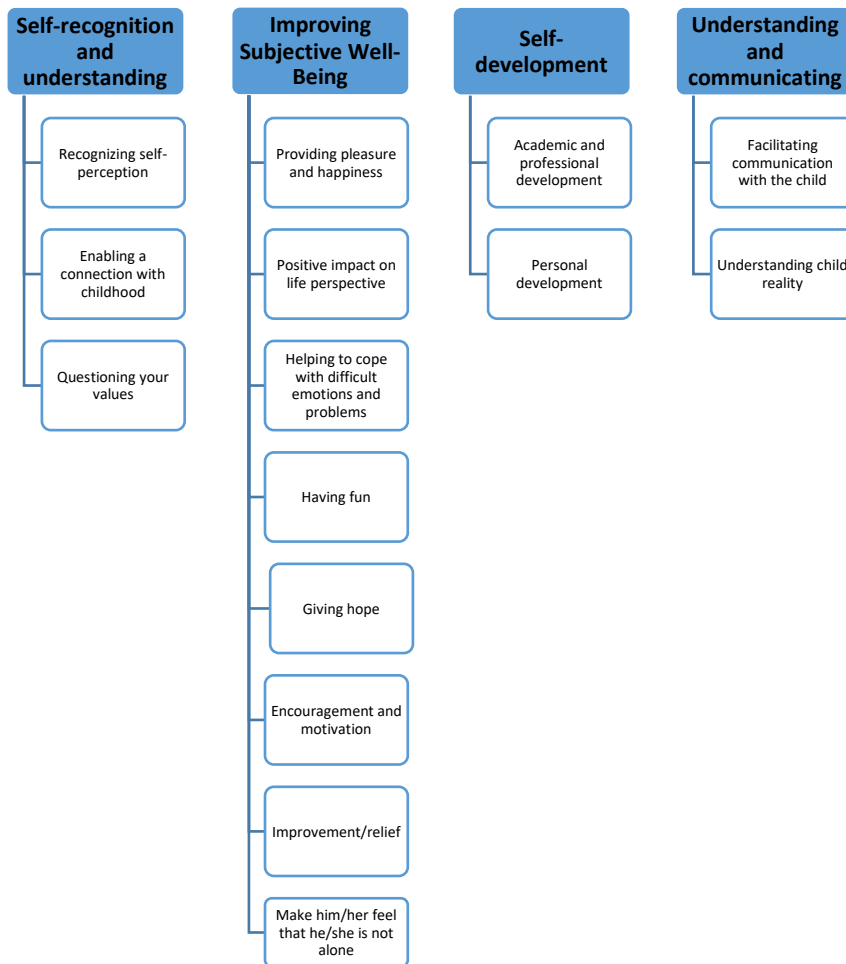 Self-recognition
and
understanding
Recognizing self-
perception
Enabling a
connection with
childhood
Questioning your
values
Improving
Subjective Well-
Being
Providing pleasure
and happiness
Positive impact on
life perspective
Helping to cope
with difficult
emotions and
problems
Having fun
Giving hope
Encouragement and
motivation
Improvement/relief
Make him/her feel
that he/she is not
alone
Self-
development
Academic and
professional
development
Personal
development
Understanding
and
communicating
Facilitating
communication
with the child
Understanding child
reality